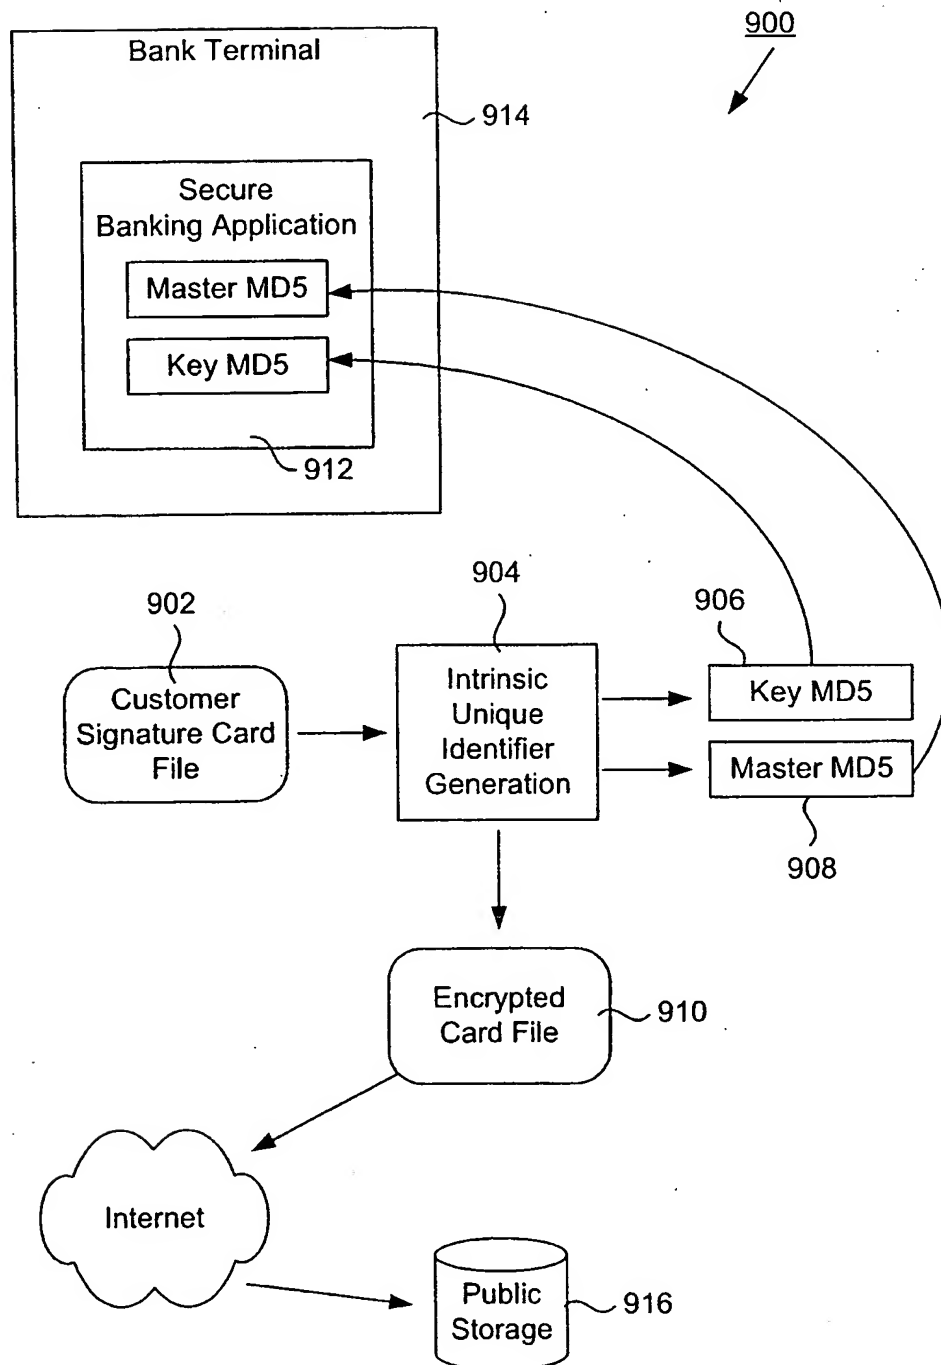 900
Bank Terminal
914
Secure
Banking Application
Master MD5
Key MD5
912
902
904
906
Customer
Signature Card
File
Intrinsic
Unique
Identifier
Generation
Key MD5
Master MD5
908
Encrypted
Card File
910
Internet
Public
Storage
916